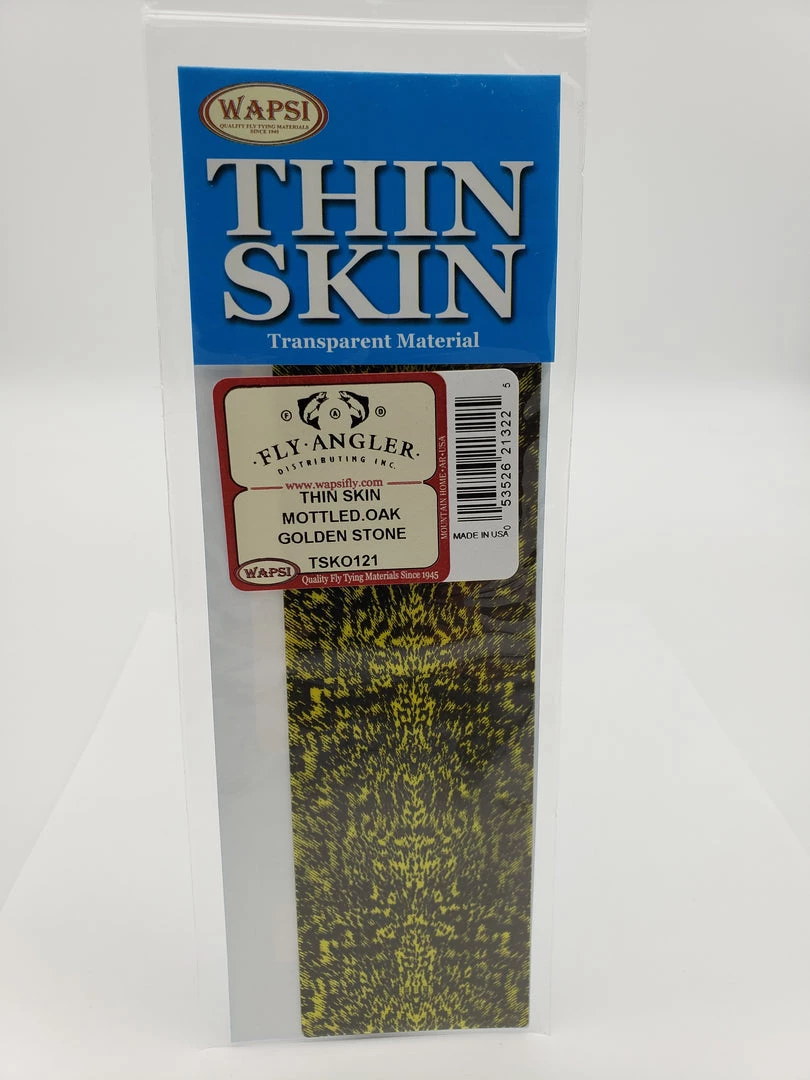 WAPSI
QUALITY FLY TYING MATERIALS
SINCE 1945
THIN
SKIN
Transparent Material
F A D
·FLY·ANGLER·
DISTRIBUTING INC.
www.wapsifly.com
THIN SKIN
MOTTLED.OAK
GOLDEN STONE
TSKO121
WAPSI
Quality Fly Tying Materials Since 1945
MOUNTAIN HOME·AR·USA
0 53526 21322 5
MADE IN USA